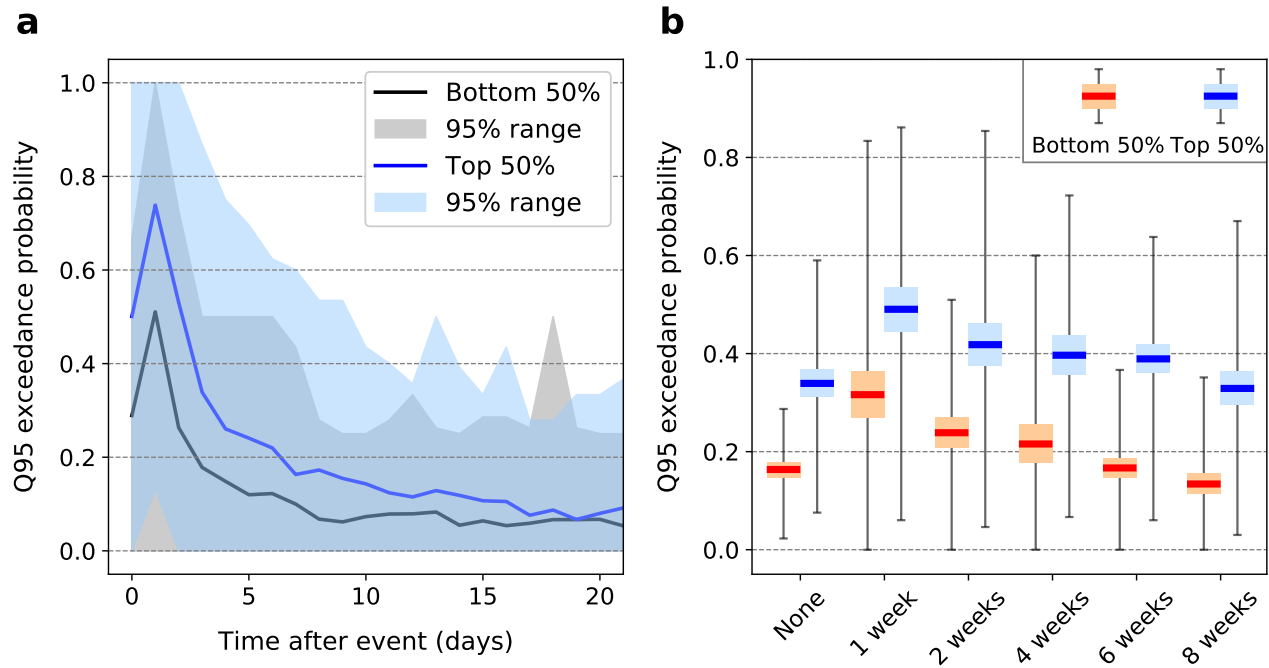 a
Q95 exceedance probability
1.0
0.8
0.6
0.4
0.2
0.0
0
5
10
15
20
Time after event (days)
Bottom 50%
95% range
Top 50%
95% range
b
Q95 exceedance probability
1.0
0.8
0.6
0.4
0.2
0.0
None
1 week
2 weeks
4 weeks
6 weeks
8 weeks
Bottom 50% Top 50%